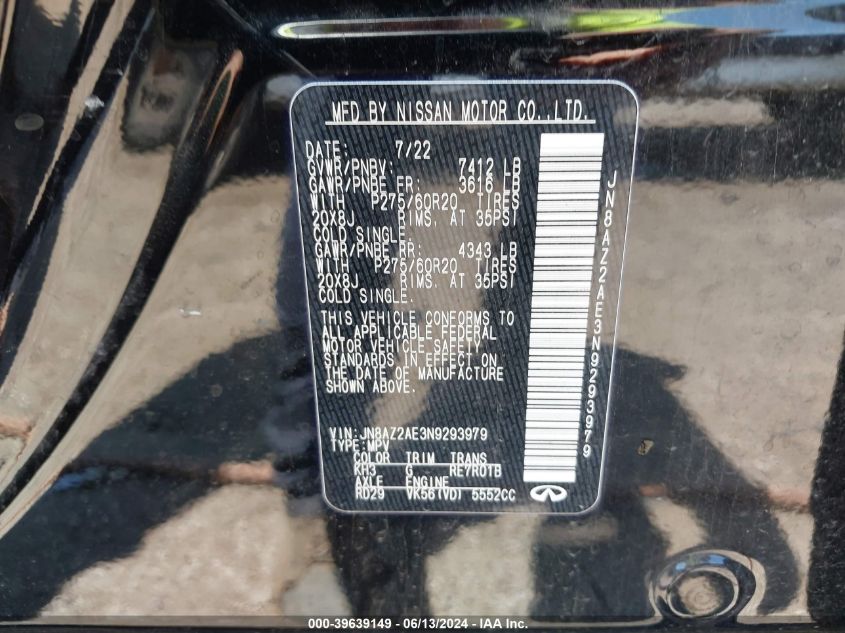 MFD BY NISSAN MOTOR CO.,LTD.
DATE: 7/22
GVWR/PNBV: 7412 LB
GAWR/PNBE FR: 3616 LB
WITH P275/60R20 TIRES
20X8J RIMS. AT 35PSI
COLD SINGLE.
GAWR/PNBE RR: 4343 LB
WITH P275/60R20 TIRES
20X8J RIMS. AT 35PSI
COLD SINGLE.
THIS VEHICLE CONFORMS TO
ALL APPLICABLE FEDERAL
MOTOR VEHICLE SAFETY
STANDARDS IN EFFECT ON
THE DATE OF MANUFACTURE
SHOWN ABOVE.
VIN:JN8AZ2AE3N9293979
TYPE:MPV
COLOR TRIM TRANS
KH3 G RE7R0TB
AXLE ENGINE
RD29 VK56(VD) 5552CC
JN8AZ2AE3N9293979
000-39639149 - 06/13/2024 - IAA Inc.